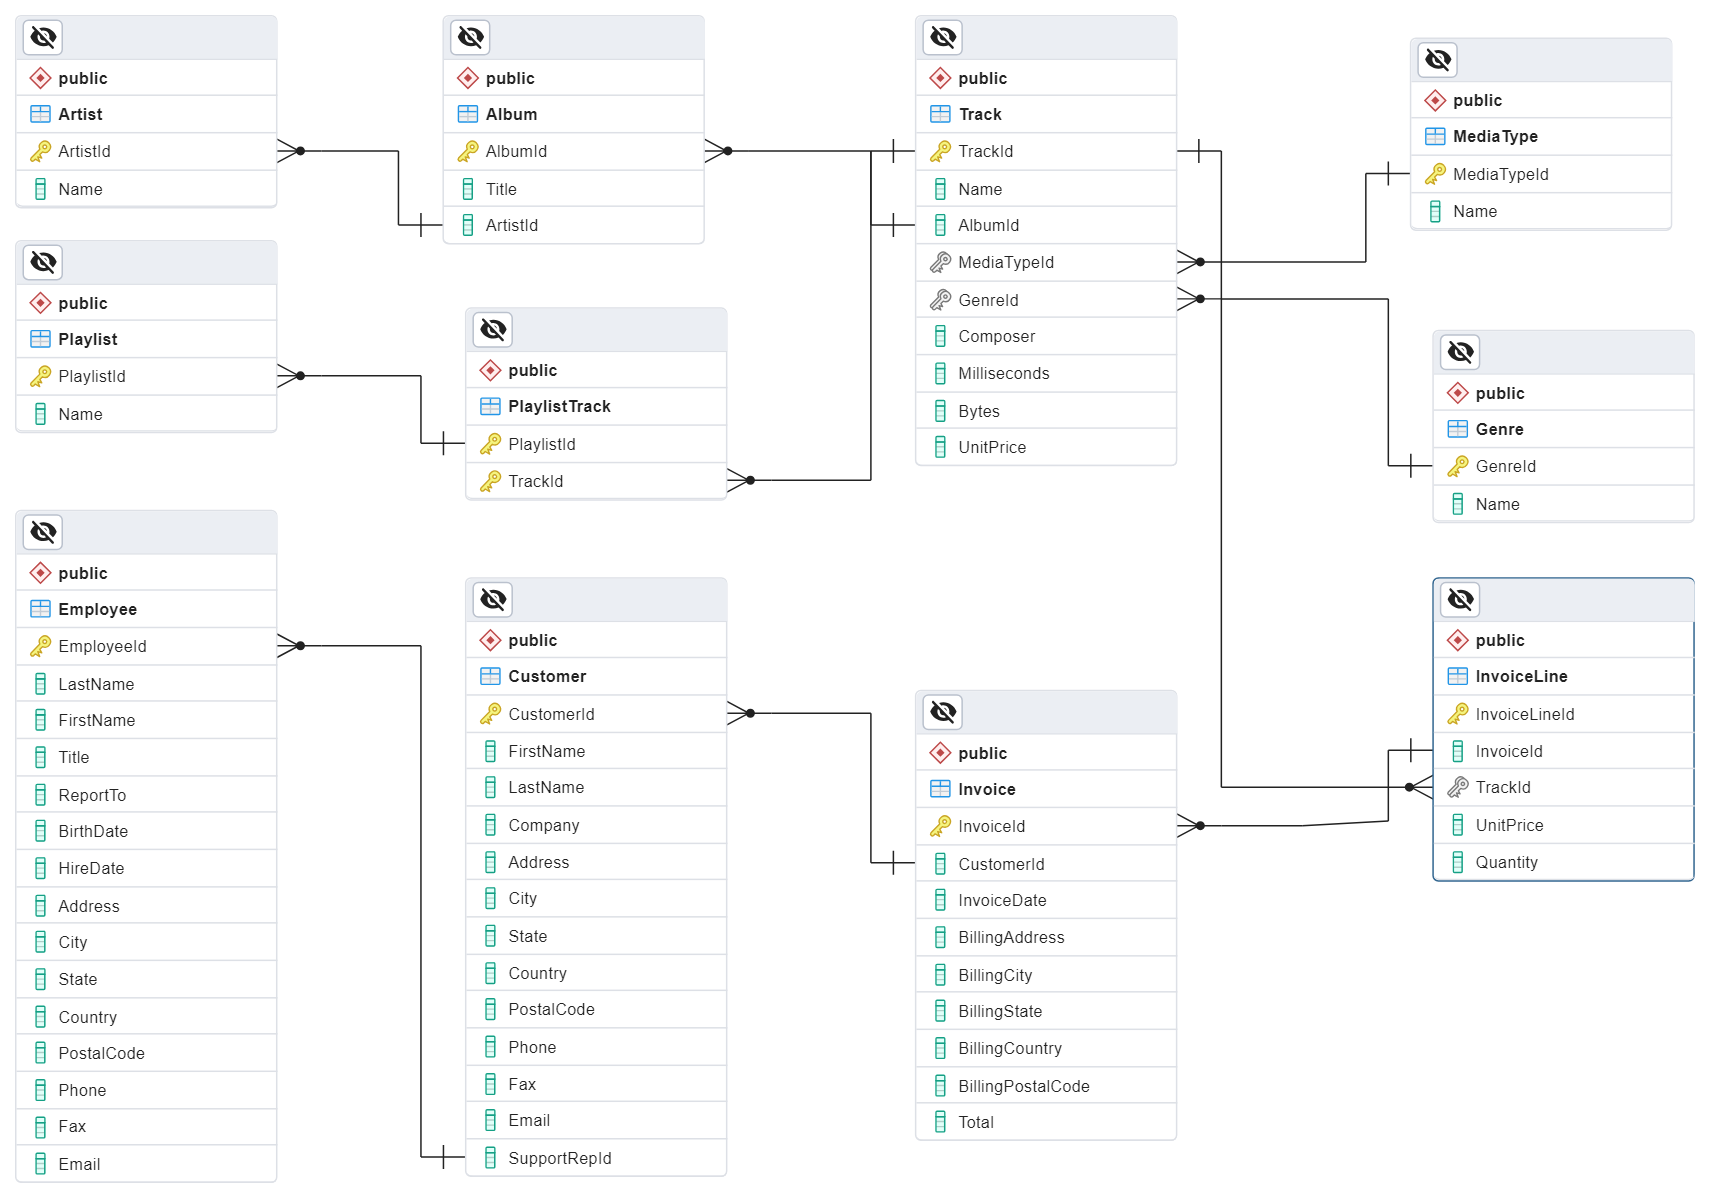 public
Artist
ArtistId
Name
public
Album
AlbumId
Title
ArtistId
public
Track
TrackId
Name
AlbumId
MediaTypeId
GenreId
Composer
Milliseconds
Bytes
UnitPrice
public
MediaType
MediaTypeId
Name
public
Playlist
PlaylistId
Name
public
PlaylistTrack
PlaylistId
TrackId
public
Genre
GenreId
Name
public
Employee
EmployeeId
LastName
FirstName
Title
ReportTo
BirthDate
HireDate
Address
City
State
Country
PostalCode
Phone
Fax
Email
public
Customer
CustomerId
FirstName
LastName
Company
Address
City
State
Country
PostalCode
Phone
Fax
Email
SupportRepId
public
Invoice
InvoiceId
CustomerId
InvoiceDate
BillingAddress
BillingCity
BillingState
BillingCountry
BillingPostalCode
Total
public
InvoiceLine
InvoiceLineId
InvoiceId
TrackId
UnitPrice
Quantity